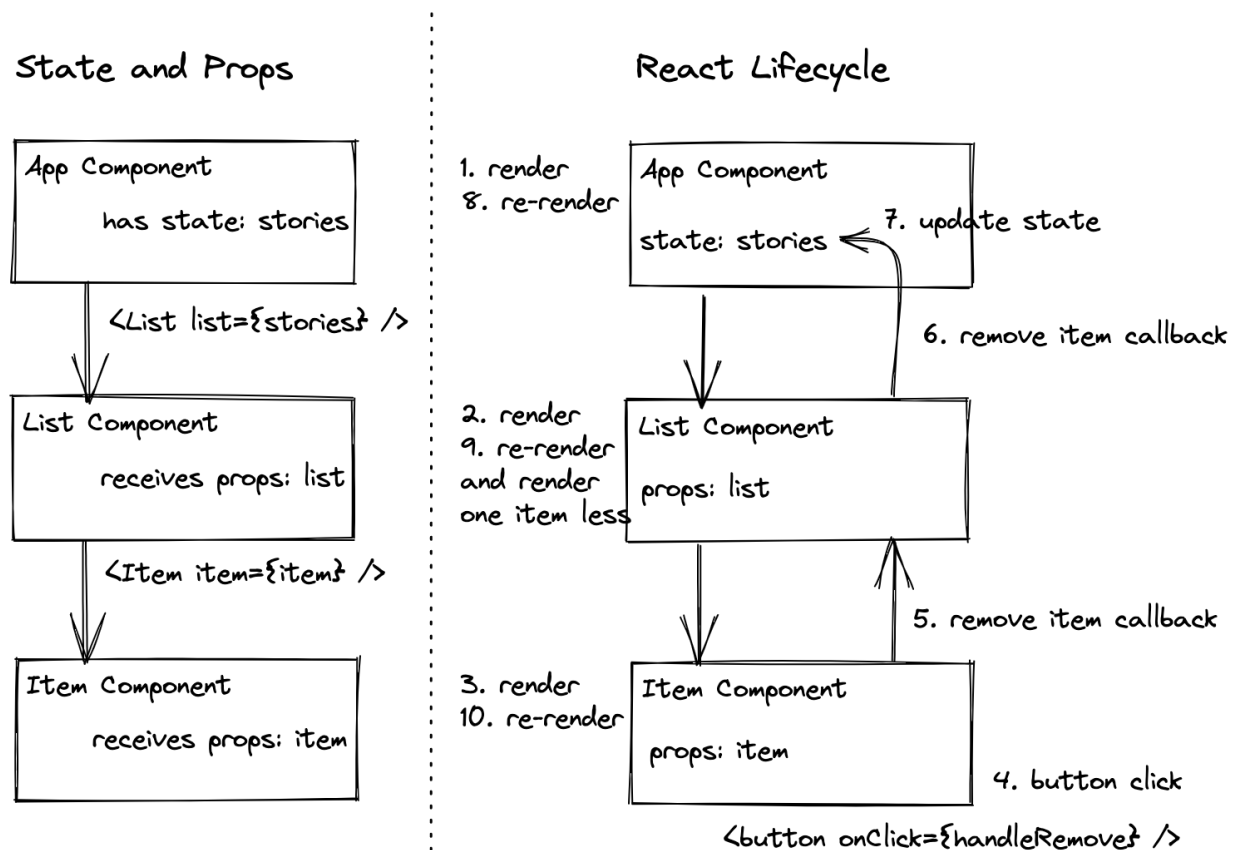 State and Props
App Component
has state: stories
<List list={stories} />
List Component
receives props: list
<Item item={item} />
Item Component
receives props: item
React Lifecycle
1. render
8. re-render
App Component
7. update state
state: stories
6. remove item callback
2. render
9. re-render
and render
one item less
List Component
props: list
5. remove item callback
3. render
10. re-render
Item Component
props: item
4. button click
<button onClick={handleRemove} />